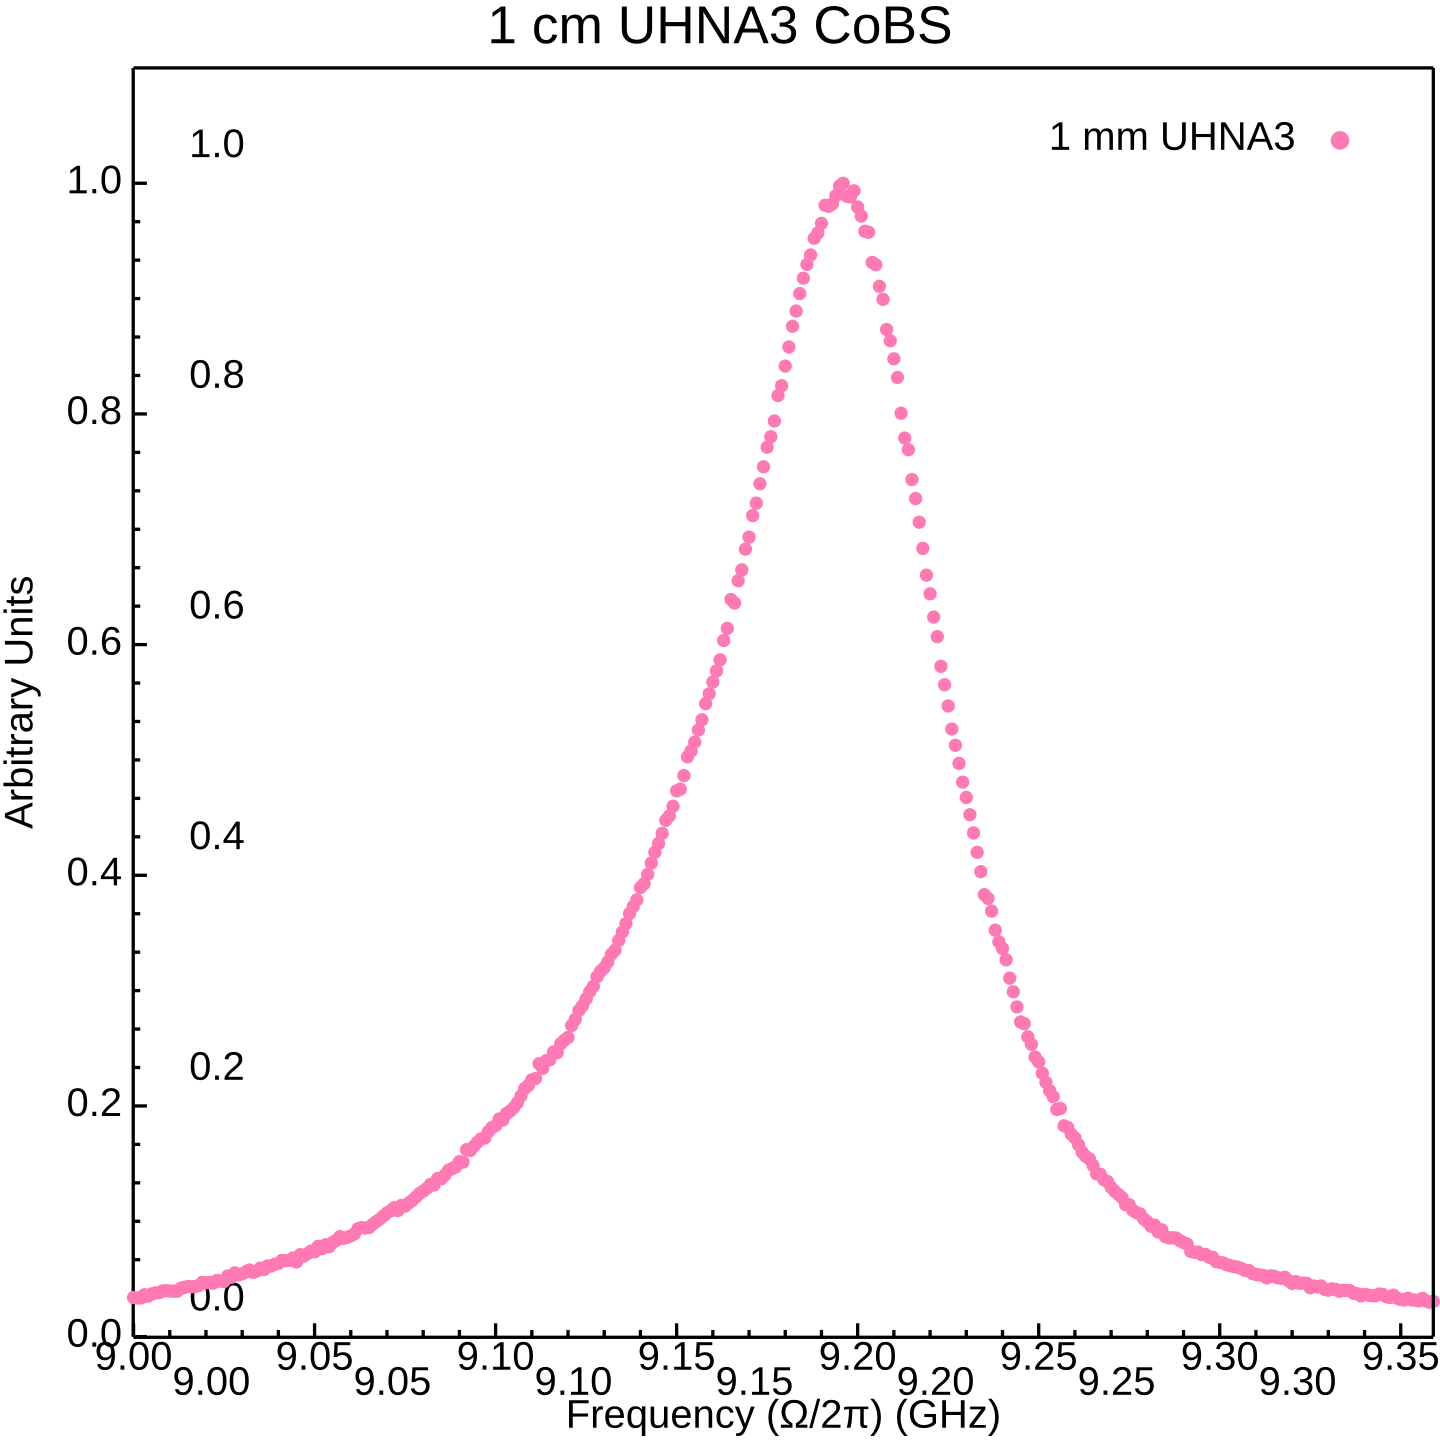 1 cm UHNA3 CoBS
1 mm UHNA3
1.0
1.0
0.8
0.8
0.6
0.6
0.4
0.4
0.2
0.2
0.0
0.0
Arbitrary Units
9.00 9.05 9.10 9.15 9.20 9.25 9.30 9.35
9.00 9.05 9.10 9.15 9.20 9.25 9.30
Frequency (Ω/2π) (GHz)